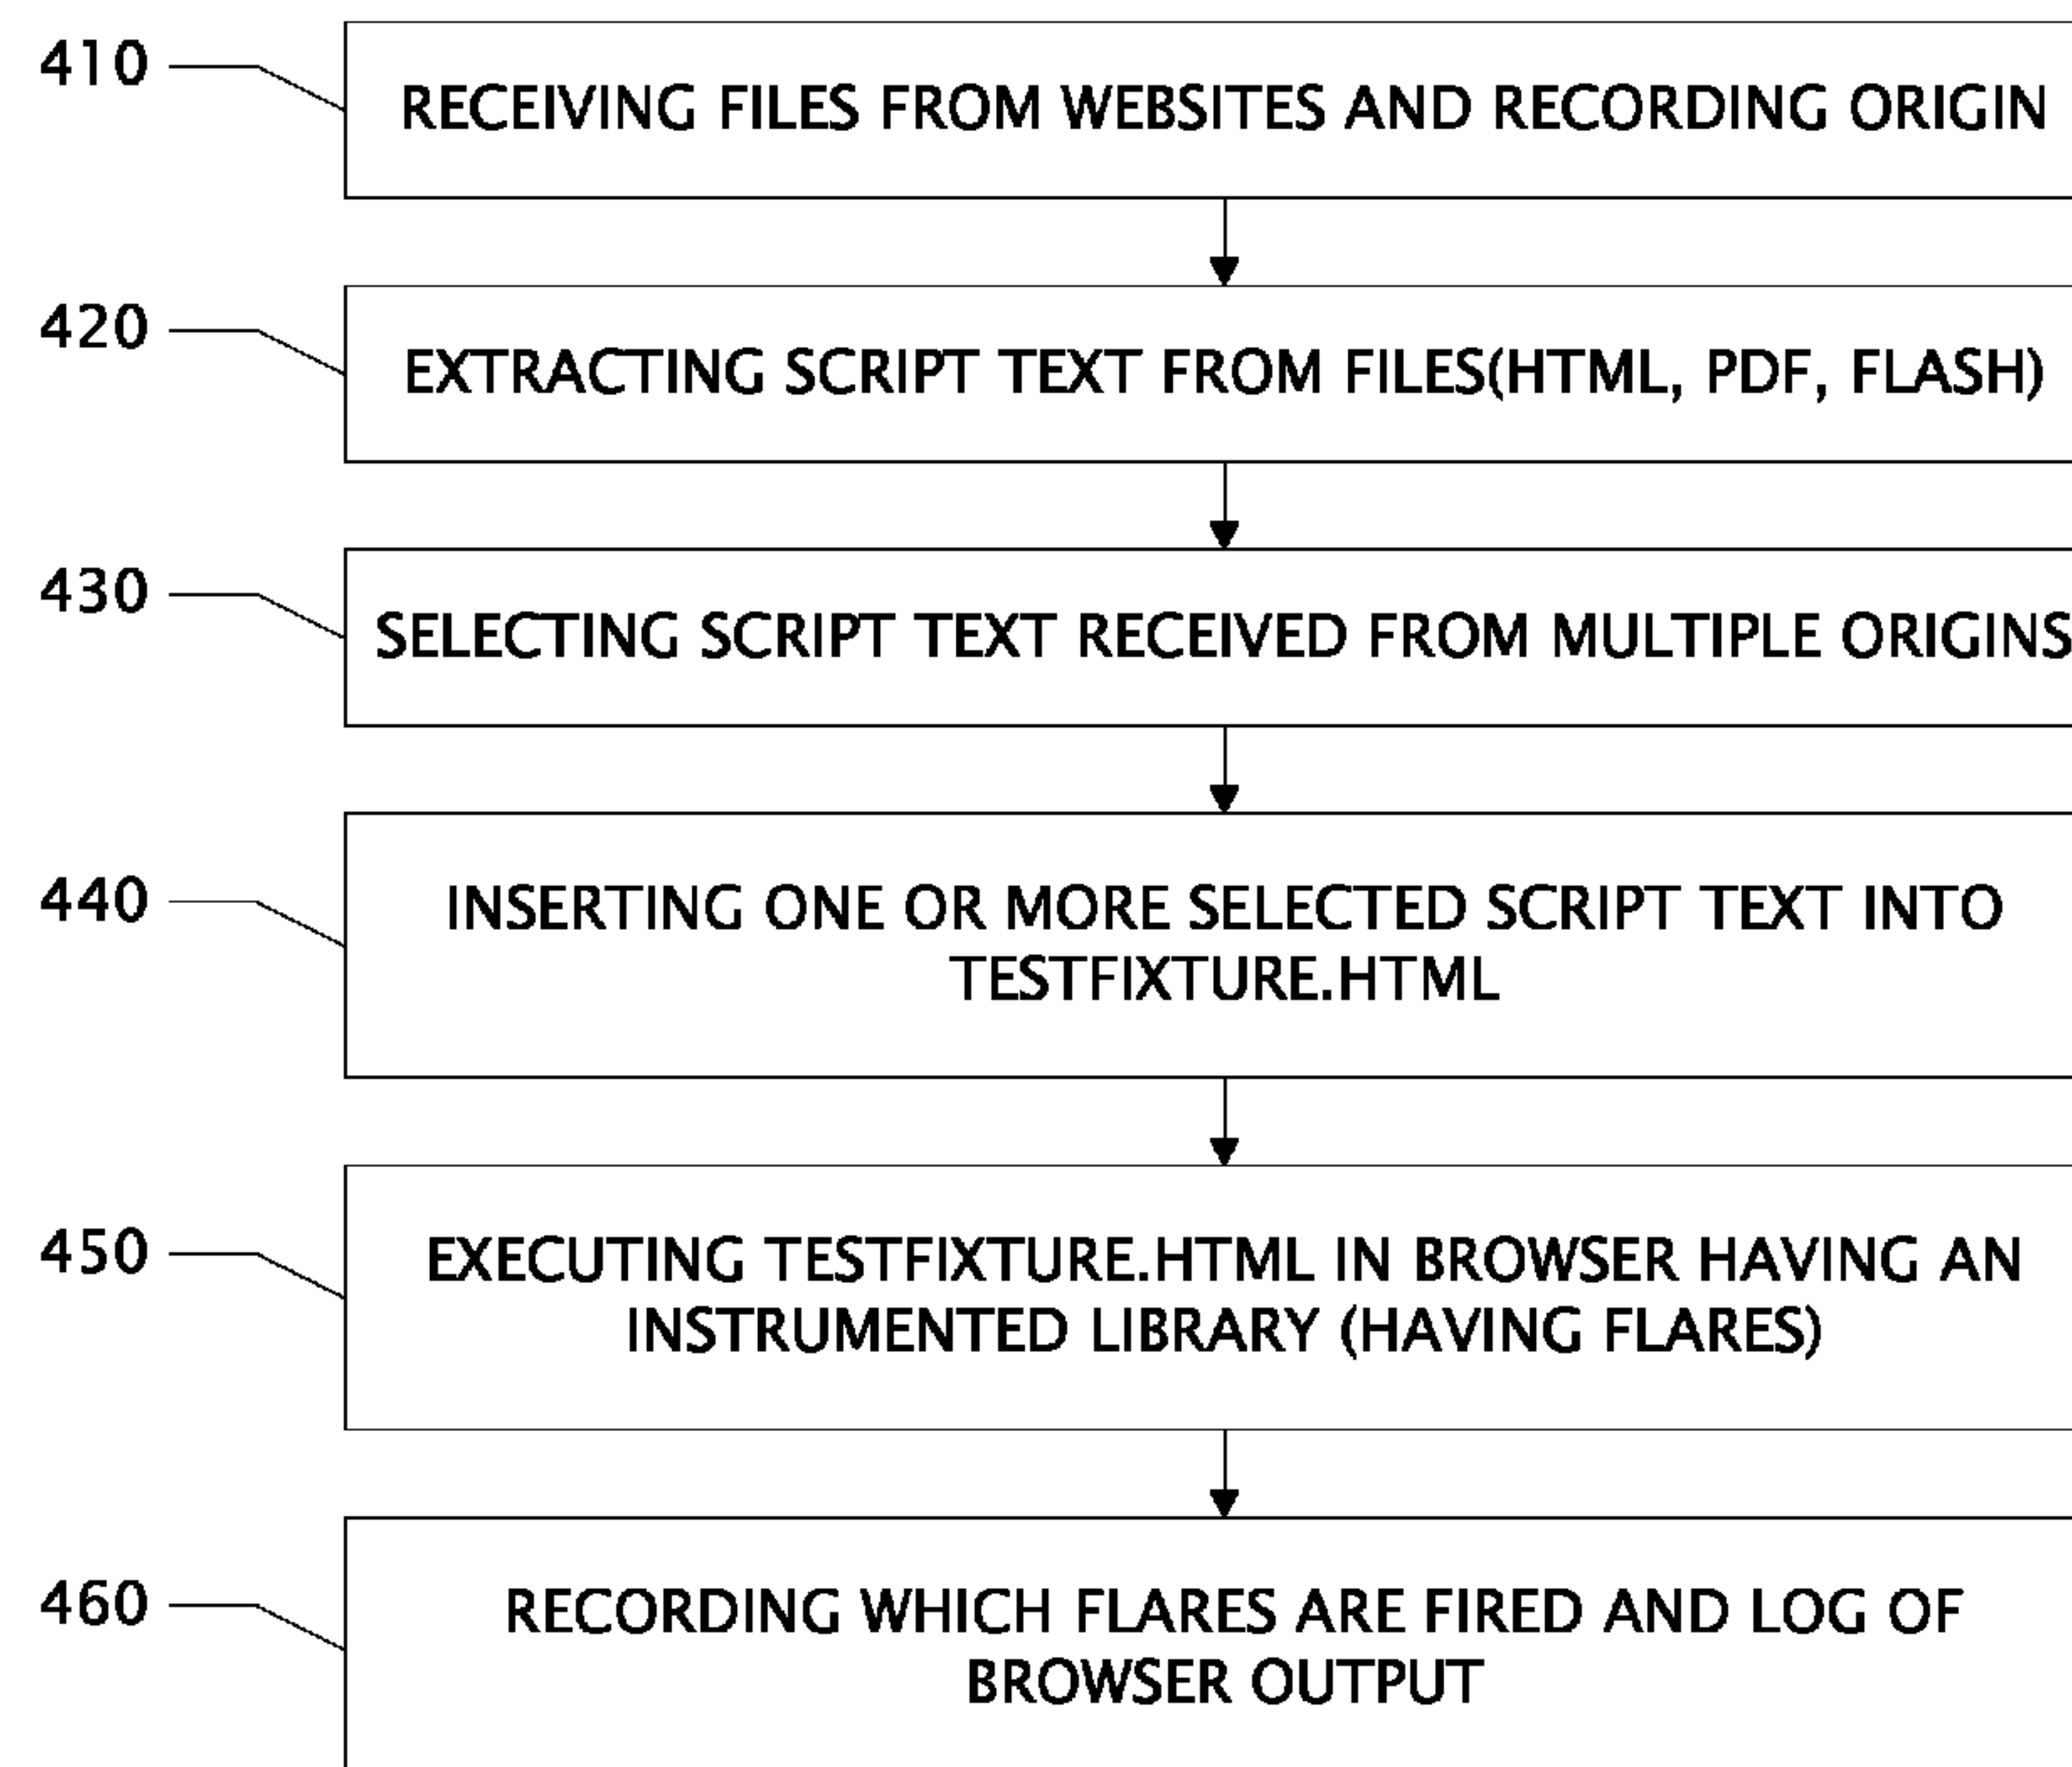 410
RECEIVING FILES FROM WEBSITES AND RECORDING ORIGIN
420
EXTRACTING SCRIPT TEXT FROM FILES(HTML, PDF, FLASH)
430
SELECTING SCRIPT TEXT RECEIVED FROM MULTIPLE ORIGINS
440
INSERTING ONE OR MORE SELECTED SCRIPT TEXT INTO
TESTFIXTURE.HTML
450
EXECUTING TESTFIXTURE.HTML IN BROWSER HAVING AN
INSTRUMENTED LIBRARY (HAVING FLARES)
460
RECORDING WHICH FLARES ARE FIRED AND LOG OF
BROWSER OUTPUT